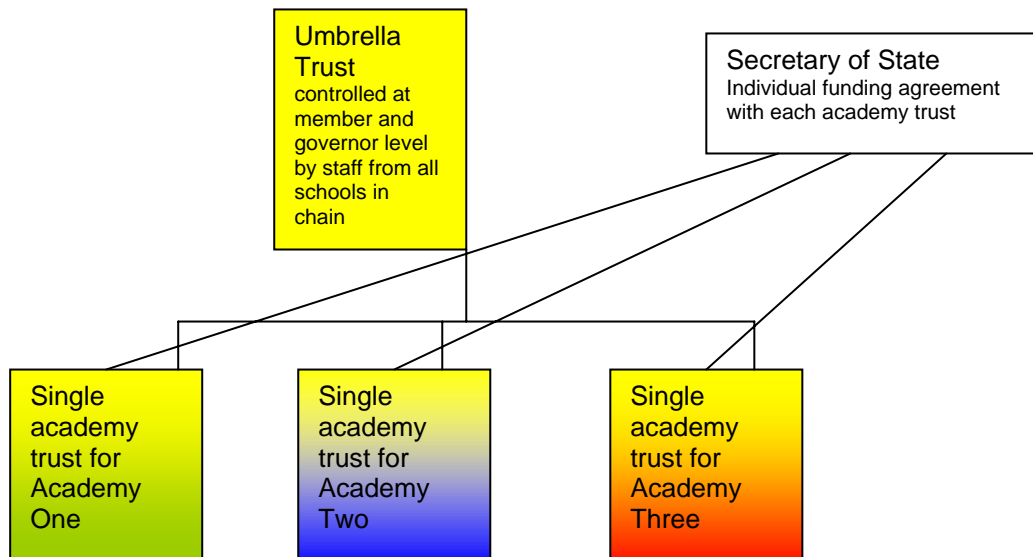 Umbrella
Trust
controlled at
member and
governor level
by staff from all
schools in
chain
Secretary of State
Individual funding agreement
with each academy trust
Single
academy
trust for
Academy
One
Single
academy
trust for
Academy
Two
Single
academy
trust for
Academy
Three